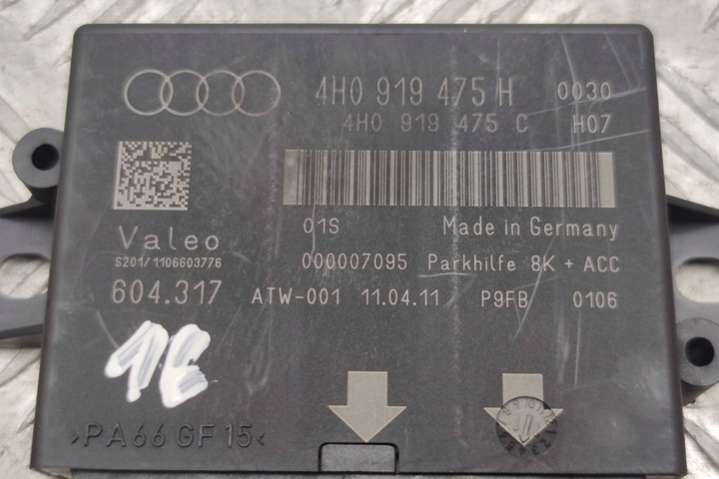 4H0 919 475 H 0030
4H0 919 475 C H07
01S Made in Germany
Valeo
S201/1106603776
000007095 Parkhilfe 8K + ACC
604.317 ATW-001 11.04.11 P9FB 0106
1E
>PA66 GF15<